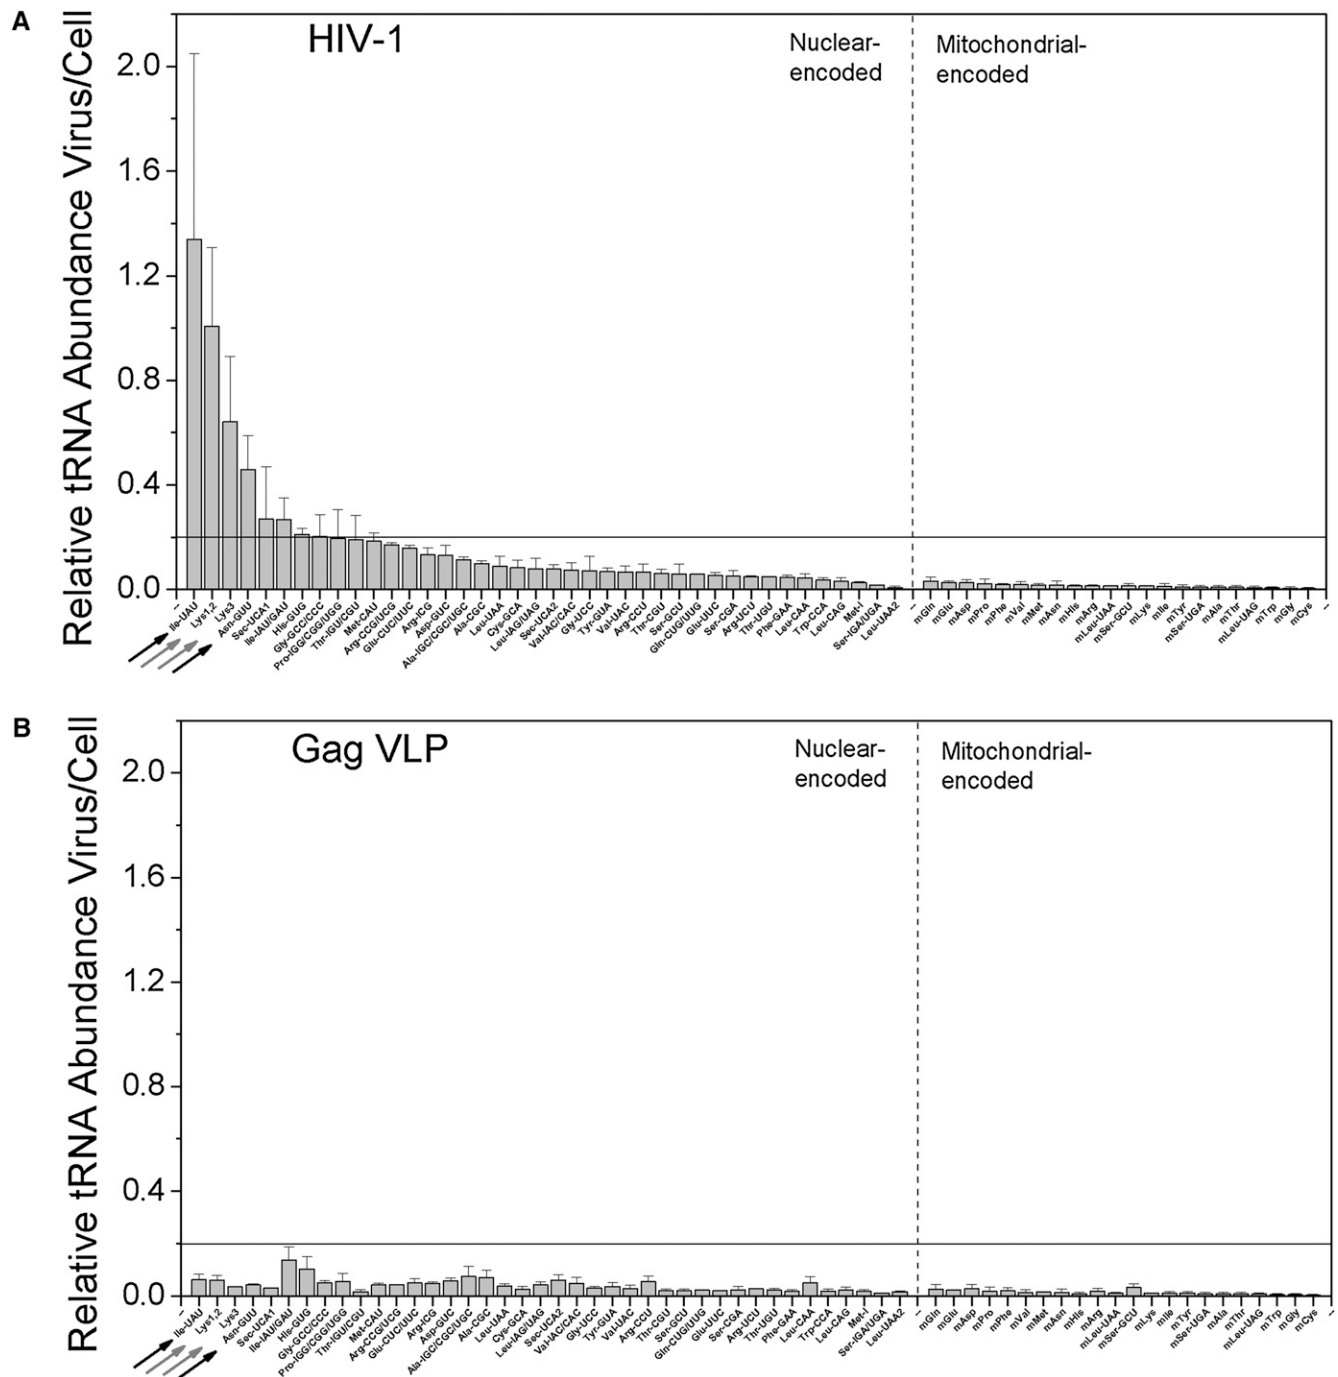 A
HIV-1
Nuclear-
encoded
Mitochondrial-
encoded
Relative tRNA Abundance Virus/Cell
2.0
1.6
1.2
0.8
0.4
0.0
--
Ile-UAU
Lys1,2
Lys3
Asn-GUU
Sec-UCA1
Ile-IAU/GAU
His-GUG
Gly-GCC/CCC
Pro-IGG/CGG/UGG
Thr-IGU/CGU
Met-CAU
Arg-CCG/UCG
Glu-CUC/UUC
Arg-ICG
Asp-GUC
Ala-IGC/CGC/UGC
Ala-CGC
Leu-UAA
Cys-GCA
Leu-IAG/UAG
Sec-UCA2
Val-IAC/CAC
Gly-UCC
Tyr-GUA
Val-UAC
Arg-CCU
Thr-CGU
Ser-GCU
Gln-CUG/UUG
Glu-UUC
Ser-CGA
Arg-UCU
Thr-UGU
Phe-GAA
Leu-CAA
Trp-CCA
Leu-CAG
Met-I
Ser-IGA/UGA
Leu-UAA2
--
mGln
mGlu
mAsp
mPro
mPhe
mVal
mMet
mAsn
mHis
mArg
mLeu-UAA
mSer-GCU
mLys
mIle
mTyr
mSer-UGA
mAla
mThr
mLeu-UAG
mTrp
mGly
mCys
--
B
Gag VLP
Nuclear-
encoded
Mitochondrial-
encoded
Relative tRNA Abundance Virus/Cell
2.0
1.6
1.2
0.8
0.4
0.0
--
Ile-UAU
Lys1,2
Lys3
Asn-GUU
Sec-UCA1
Ile-IAU/GAU
His-GUG
Gly-GCC/CCC
Pro-IGG/CGG/UGG
Thr-IGU/CGU
Met-CAU
Arg-CCG/UCG
Glu-CUC/UUC
Arg-ICG
Asp-GUC
Ala-IGC/CGC/UGC
Ala-CGC
Leu-UAA
Cys-GCA
Leu-IAG/UAG
Sec-UCA2
Val-IAC/CAC
Gly-UCC
Tyr-GUA
Val-UAC
Arg-CCU
Thr-CGU
Ser-GCU
Gln-CUG/UUG
Glu-UUC
Ser-CGA
Arg-UCU
Thr-UGU
Phe-GAA
Leu-CAA
Trp-CCA
Leu-CAG
Met-I
Ser-IGA/UGA
Leu-UAA2
--
mGln
mGlu
mAsp
mPro
mPhe
mVal
mMet
mAsn
mHis
mArg
mLeu-UAA
mSer-GCU
mLys
mIle
mTyr
mSer-UGA
mAla
mThr
mLeu-UAG
mTrp
mGly
mCys
--